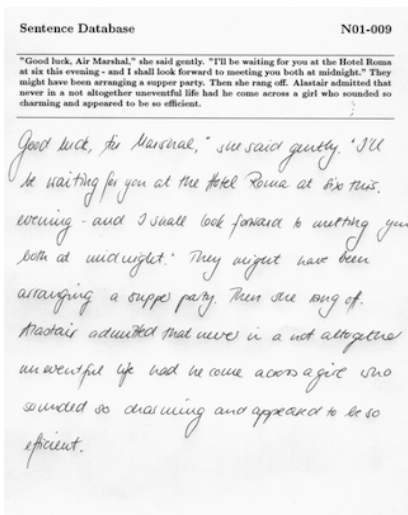 Sentence Database N01-009
"Good luck, Air Marshal," she said gently. "I'll be waiting for you at the Hotel Roma
at six this evening - and I shall look forward to meeting you both at midnight." They
might have been arranging a supper party. Then she rang off. Alastair admitted that
never in a not altogether uneventful life had he come across a girl who sounded so
charming and appeared to be so efficient.
Good luck, Air Marshal," she said gently. "I'll
be waiting for you at the Hotel Roma at six this.
evening - and I shall look forward to meeting you
both at midnight." They might have been
arranging a supper party. Then she rang off.
Alastair admitted that never in a not altogether
uneventful life had he come across a girl who
sounded so charming and appeared to be so
efficient.